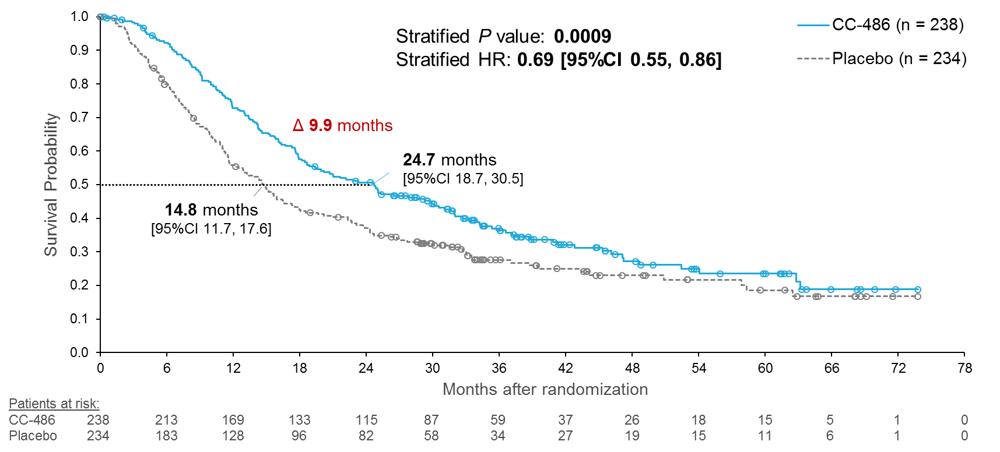 Stratified P value: 0.0009
Stratified HR: 0.69 [95%CI 0.55, 0.86]
CC-486 (n = 238)
Placebo (n = 234)
Survival Probability
1.0
0.9
0.8
0.7
0.6
0.5
0.4
0.3
0.2
0.1
0.0
Δ 9.9 months
24.7 months
[95%CI 18.7, 30.5]
14.8 months
[95%CI 11.7, 17.6]
0 6 12 18 24 30 36 42 48 54 60 66 72 78
Months after randomization
Patients at risk:
CC-486 238 213 169 133 115 87 59 37 26 18 15 5 1 0
Placebo 234 183 128 96 82 58 34 27 19 15 11 6 1 0